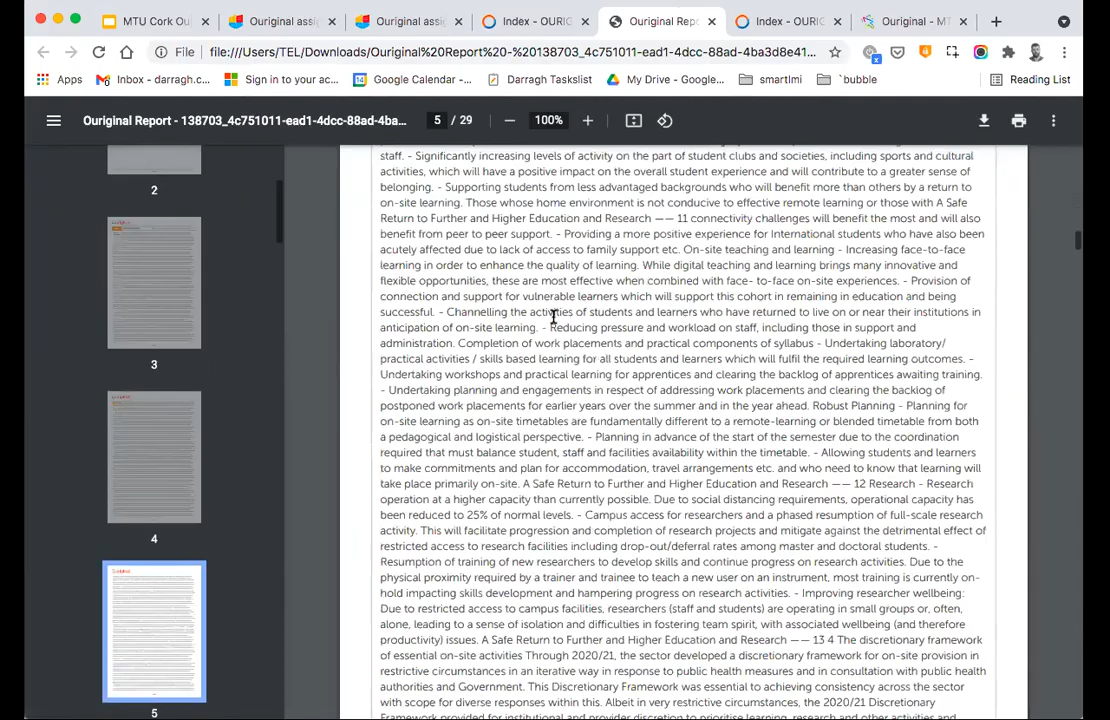 MTU Cork Ou
Ouriginal assig
Ouriginal assig
Index - OURIG
Ouriginal Repo
Index - OURIG
Ouriginal - MT
File file:///Users/TEL/Downloads/Ouriginal%20Report%20-%20138703_4c751011-ead1-4dcc-88ad-4ba3d8e41...
Apps
Inbox - darragh.c...
Sign in to your ac...
Google Calendar -...
Darragh Tasklist
My Drive - Google...
smartlmi
`bubble
Reading List
Ouriginal Report - 138703_4c751011-ead1-4dcc-88ad-4ba...
5 / 29
100%
2
3
4
5
staff. - Significantly increasing levels of activity on the part of student clubs and societies, including sports and cultural
activities, which will have a positive impact on the overall student experience and will contribute to a greater sense of
belonging. - Supporting students from less advantaged backgrounds who will benefit more than others by a return to
on-site learning. Those whose home environment is not conducive to effective remote learning or those with A Safe
Return to Further and Higher Education and Research —— 11 connectivity challenges will benefit the most and will also
benefit from peer to peer support. - Providing a more positive experience for International students who have also been
acutely affected due to lack of access to family support etc. On-site teaching and learning - Increasing face-to-face
learning in order to enhance the quality of learning. While digital teaching and learning brings many innovative and
flexible opportunities, these are most effective when combined with face- to-face on-site experiences. - Provision of
connection and support for vulnerable learners which will support this cohort in remaining in education and being
successful. - Channelling the activities of students and learners who have returned to live on or near their institutions in
anticipation of on-site learning. - Reducing pressure and workload on staff, including those in support and
administration. Completion of work placements and practical components of syllabus - Undertaking laboratory/
practical activities / skills based learning for all students and learners which will fulfil the required learning outcomes. -
Undertaking workshops and practical learning for apprentices and clearing the backlog of apprentices awaiting training.
- Undertaking planning and engagements in respect of addressing work placements and clearing the backlog of
postponed work placements for earlier years over the summer and in the year ahead. Robust Planning - Planning for
on-site learning as on-site timetables are fundamentally different to a remote-learning or blended timetable from both
a pedagogical and logistical perspective. - Planning in advance of the start of the semester due to the coordination
required that must balance student, staff and facilities availability within the timetable. - Allowing students and learners
to make commitments and plan for accommodation, travel arrangements etc. and who need to know that learning will
take place primarily on-site. A Safe Return to Further and Higher Education and Research —— 12 Research - Research
operation at a higher capacity than currently possible. Due to social distancing requirements, operational capacity has
been reduced to 25% of normal levels. - Campus access for researchers and a phased resumption of full-scale research
activity. This will facilitate progression and completion of research projects and mitigate against the detrimental effect of
restricted access to research facilities including drop-out/deferral rates among master and doctoral students. -
Resumption of training of new researchers to develop skills and continue progress on research activities. Due to the
physical proximity required by a trainer and trainee to teach a new user on an instrument, most training is currently on-
hold impacting skills development and hampering progress on research activities. - Improving researcher wellbeing:
Due to restricted access to campus facilities, researchers (staff and students) are operating in small groups or, often,
alone, leading to a sense of isolation and difficulties in fostering team spirit, with associated wellbeing (and therefore
productivity) issues. A Safe Return to Further and Higher Education and Research —— 13 4 The discretionary framework
of essential on-site activities Through 2020/21, the sector developed a discretionary framework for on-site provision in
restrictive circumstances in an iterative way in response to public health measures and in consultation with public health
authorities and Government. This Discretionary Framework was essential to achieving consistency across the sector
with scope for diverse responses within this. Albeit in very restrictive circumstances, the 2020/21 Discretionary
Framework provided for institutional and provider discretion to prioritise learning, research and other activities and